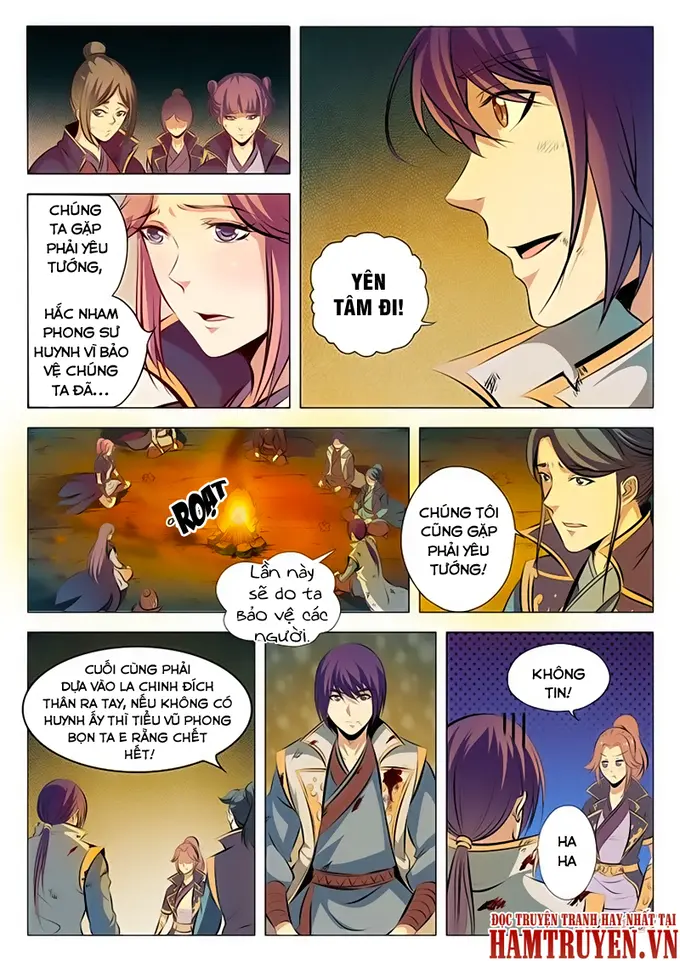 CHÚNG
TA GẶP
PHẢI YÊU
TƯỚNG,
HẮC NHAM
PHONG SƯ
HUYNH VÌ BẢO
VỆ CHÚNG
TA ĐÃ...
YÊN
TÂM ĐI!
ROẠT
LẦN NÀY
SẼ DO TA
BẢO VỆ CÁC
NGƯỜI.
CHÚNG TÔI
CŨNG GẶP
PHẢI YÊU
TƯỚNG!
CUỐI CÙNG PHẢI
DỰA VÀO LA CHINH ĐÍCH
THÂN RA TAY, NẾU KHÔNG CÓ
HUYNH ẤY THÌ TIỂU VŨ PHONG
BỌN TA E RẰNG CHẾT
HẾT!
KHÔNG
TIN!
HA
HA
ĐỌC TRUYỆN TRANH HAY NHẤT TẠI
HAMTRUYEN.VN